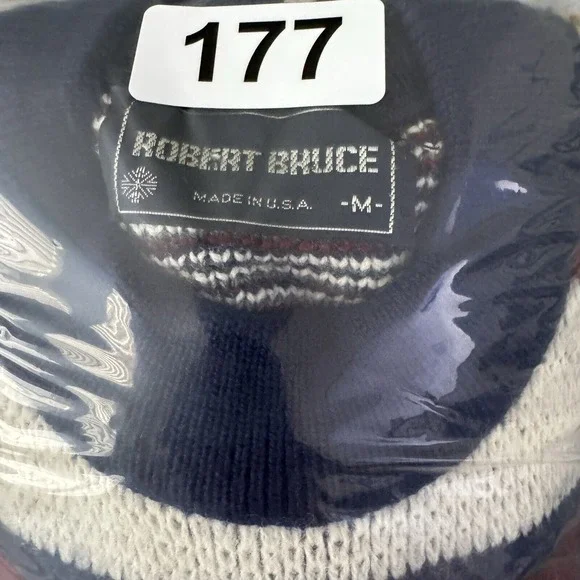 177
ROBERT BRUCE
MADE IN U.S.A. -M-